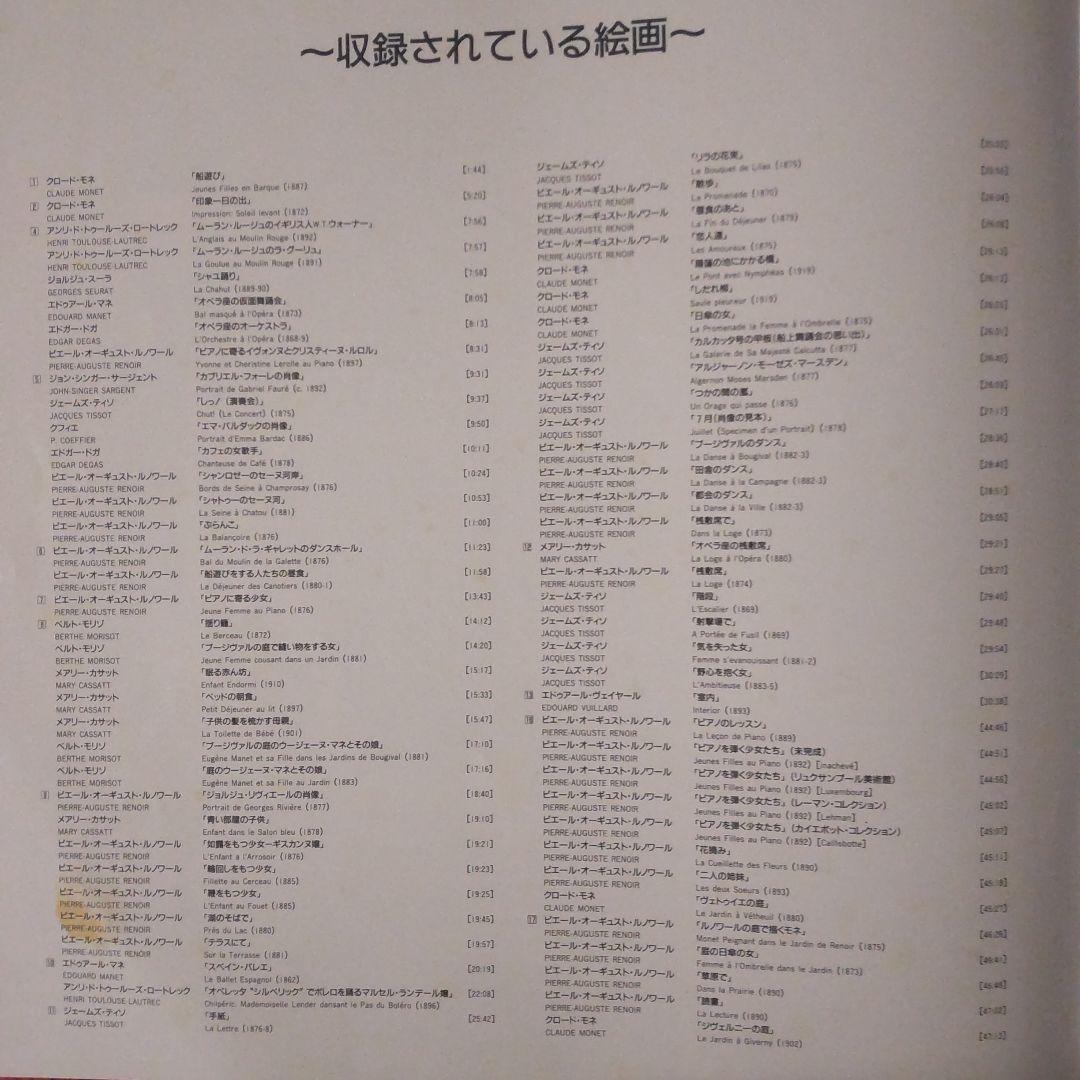 ～収録されている絵画～
1 クロード・モネ 「船遊び」 [1:44]
CLAUDE MONET Jeunes Filles en Barque (1887)
2 クロード・モネ 「印象―日の出」 [5:20]
CLAUDE MONET Impression: Soleil levant (1872)
4 アンリ・ド・トゥールーズ・ロートレック 「ムーラン・ルージュのイギリス人W.T.ウォーナー」 [7:56]
HENRI TOULOUSE-LAUTREC L'Anglais au Moulin Rouge (1892)
アンリ・ド・トゥールーズ・ロートレック 「ムーラン・ルージュのラ・グーリュ」 [7:57]
HENRI TOULOUSE-LAUTREC La Goulue au Moulin Rouge (1891)
ジョルジュ・スーラ 「シャユ踊り」 [7:58]
GEORGES SEURAT La Chahut (1889-90)
エドゥアール・マネ 「オペラ座の仮面舞踊会」 [8:05]
EDOUARD MANET Bal masqué à l'Opéra (1873)
エドガー・ドガ 「オペラ座のオーケストラ」 [8:13]
EDGAR DEGAS L'Orchestre à l'Opéra (1868-9)
ピエール・オーギュスト・ルノワール 「ピアノに寄るイヴォンヌとクリスティーヌ・ルロル」 [8:31]
PIERRE-AUGUSTE RENOIR Yvonne et Christine Lerolle au Piano (1897)
5 ジョン・シンガー・サージェント 「カブリエル・フォーレの肖像」 [9:31]
JOHN-SINGER SARGENT Portrait de Gabriel Fauré (c. 1892)
ジェームズ・ティソ 「しっ！（演奏会）」 [9:37]
JACQUES TISSOT Chut! (Le Concert) (1875)
クフィエ 「エマ・バルダックの肖像」 [9:50]
P. COEFFIER Portrait d'Emma Bardac (1886)
エドガー・ドガ 「カフェの女歌手」 [10:11]
EDGAR DEGAS Chanteuse de Café (1878)
ピエール・オーギュスト・ルノワール 「シャンロゼーのセーヌ河岸」 [10:24]
PIERRE-AUGUSTE RENOIR Bords de Seine à Champrosay (1876)
ピエール・オーギュスト・ルノワール 「シャトゥーのセーヌ河」 [10:53]
PIERRE-AUGUSTE RENOIR La Seine à Chatou (1881)
ピエール・オーギュスト・ルノワール 「ぶらんこ」 [11:00]
PIERRE-AUGUSTE RENOIR La Balançoire (1876)
6 ピエール・オーギュスト・ルノワール 「ムーラン・ド・ラ・ギャレットのダンスホール」 [11:23]
PIERRE-AUGUSTE RENOIR Bal du Moulin de la Galette (1876)
ピエール・オーギュスト・ルノワール 「船遊びをする人たちの昼食」 [11:58]
PIERRE-AUGUSTE RENOIR Le Déjeuner des Canotiers (1880-1)
7 ピエール・オーギュスト・ルノワール 「ピアノに寄る少女」 [13:43]
PIERRE-AUGUSTE RENOIR Jeune Femme au Piano (1876)
8 ベルト・モリゾ 「揺り籠」 [14:12]
BERTHE MORISOT Le Berceau (1872)
ベルト・モリゾ 「ブージヴァルの庭で縫い物をする女」 [14:20]
BERTHE MORISOT Jeune Femme cousant dans un Jardin (1881)
メアリー・カサット 「眠る赤ん坊」 [15:17]
MARY CASSATT Enfant Endormi (1910)
メアリー・カサット 「ベッドの朝食」 [15:33]
MARY CASSATT Petit Déjeuner au lit (1897)
メアリー・カサット 「子供の髪を梳かす母親」 [15:47]
MARY CASSATT La Toilette de Bébé (1901)
ベルト・モリゾ 「ブージヴァルの庭のウージェーヌ・マネとその娘」 [17:10]
BERTHE MORISOT Eugène Manet et sa Fille dans les Jardins de Bougival (1881)
ベルト・モリゾ 「庭のウージェーヌ・マネとその娘」 [17:16]
BERTHE MORISOT Eugène Manet et sa Fille au Jardin (1883)
9 ピエール・オーギュスト・ルノワール 「ジョルジュ・リヴィエールの肖像」 [18:40]
PIERRE-AUGUSTE RENOIR Portrait de Georges Rivière (1877)
メアリー・カサット 「青い部屋の子供」 [19:10]
MARY CASSATT Enfant dans le Salon bleu (1878)
ピエール・オーギュスト・ルノワール 「如露をもつ少女ーギスカンヌ嬢」 [19:21]
PIERRE-AUGUSTE RENOIR L'Enfant a l'Arrosoir (1876)
ピエール・オーギュスト・ルノワール 「輪回しをもつ少女」 [19:23]
PIERRE-AUGUSTE RENOIR Fillette au Cerceau (1885)
ピエール・オーギュスト・ルノワール 「鞭をもつ少女」 [19:25]
PIERRE-AUGUSTE RENOIR L'Enfant au Fouet (1885)
ピエール・オーギュスト・ルノワール 「湖のそばで」 [19:45]
PIERRE-AUGUSTE RENOIR Près du Lac (1880)
ピエール・オーギュスト・ルノワール 「テラスにて」 [19:57]
PIERRE-AUGUSTE RENOIR Sur la Terrasse (1881)
10 エドゥアール・マネ 「スペイン・バレエ」 [20:19]
EDOUARD MANET Le Ballet Espagnol (1862)
アンリ・ド・トゥールーズ・ロートレック 「オペレッタ“シルペリック”でボレロを踊るマルセル・ランデール嬢」 [22:08]
HENRI TOULOUSE-LAUTREC Chilpéric: Mademoiselle Lender dansant le Pas du Boléro (1896)
11 ジェームズ・ティソ 「手紙」 [25:42]
JACQUES TISSOT La Lettre (1876-8)
ジェームズ・ティソ 「リラの花束」
JACQUES TISSOT Le Bouquet de Lilas (1875)
ピエール・オーギュスト・ルノワール 「散歩」
PIERRE-AUGUSTE RENOIR La Promenade (1870)
ピエール・オーギュスト・ルノワール 「昼食のあと」
PIERRE-AUGUSTE RENOIR La Fin du Déjeuner (1879)
ピエール・オーギュスト・ルノワール 「恋人達」
PIERRE-AUGUSTE RENOIR Les Amoureux (1875)
クロード・モネ 「睡蓮の池にかかる橋」
CLAUDE MONET Le Pont avec Nymphéas (1919)
クロード・モネ 「しだれ柳」
CLAUDE MONET Saule pleureur (1919)
クロード・モネ 「日傘の女」
CLAUDE MONET La Promenade la Femme à l'Ombrelle (1875)
ジェームズ・ティソ 「カルカッタ号の甲板（船上舞踊会の思い出）」
JACQUES TISSOT La Galerie de Sa Majesté Calcutta (1877)
ジェームズ・ティソ 「アルジャーノン・モーゼズ・マースデン」
JACQUES TISSOT Algernon Moses Marsden (1877)
ジェームズ・ティソ 「つかの間の嵐」
JACQUES TISSOT Un Orage qui passe (1876)
ジェームズ・ティソ 「7月（肖像の見本）」 [27:17]
JACQUES TISSOT Juillet (Specimen d'un Portrait) (1878)
ピエール・オーギュスト・ルノワール 「ブージヴァルのダンス」 [28:36]
PIERRE-AUGUSTE RENOIR La Danse à Bougival (1882-3)
ピエール・オーギュスト・ルノワール 「田舎のダンス」 [28:40]
PIERRE-AUGUSTE RENOIR La Danse à la Campagne (1882-3)
ピエール・オーギュスト・ルノワール 「都会のダンス」 [28:51]
PIERRE-AUGUSTE RENOIR La Danse à la Ville (1882-3)
ピエール・オーギュスト・ルノワール 「桟敷席で」 [29:05]
PIERRE-AUGUSTE RENOIR Dans la Loge (1873)
12 メアリー・カサット 「オペラ座の桟敷席」 [29:21]
MARY CASSATT La Loge à l'Opéra (1880)
ピエール・オーギュスト・ルノワール 「桟敷席」 [29:27]
PIERRE-AUGUSTE RENOIR La Loge (1874)
ジェームズ・ティソ 「階段」 [29:40]
JACQUES TISSOT L'Escalier (1869)
ジェームズ・ティソ 「射撃場で」 [29:48]
JACQUES TISSOT A Portée de Fusil (1869)
ジェームズ・ティソ 「気を失った女」 [29:54]
JACQUES TISSOT Femme s'evanouissant (1881-2)
ジェームズ・ティソ 「野心を抱く女」 [30:29]
JACQUES TISSOT L'Ambitieuse (1883-5)
13 エドゥアール・ヴェイヤール 「室内」 [30:38]
EDOUARD VUILLARD Interior (1893)
16 ピエール・オーギュスト・ルノワール 「ピアノのレッスン」 [44:46]
PIERRE-AUGUSTE RENOIR La Leçon de Piano (1889)
ピエール・オーギュスト・ルノワール 「ピアノを弾く少女たち」（未完成） [44:51]
PIERRE-AUGUSTE RENOIR Jeunes Filles au Piano (1892) [inachevé]
ピエール・オーギュスト・ルノワール 「ピアノを弾く少女たち」（リュクサンブール美術館） [44:56]
PIERRE-AUGUSTE RENOIR Jeunes Filles au Piano (1892) [Luxembourg]
ピエール・オーギュスト・ルノワール 「ピアノを弾く少女たち」（レーマン・コレクション） [45:02]
PIERRE-AUGUSTE RENOIR Jeunes Filles au Piano (1892) [Lehman]
ピエール・オーギュスト・ルノワール 「ピアノを弾く少女たち」（カイエボット・コレクション） [45:07]
PIERRE-AUGUSTE RENOIR Jeunes Filles au Piano (1892) [Caillebotte]
ピエール・オーギュスト・ルノワール 「花摘み」 [45:11]
PIERRE-AUGUSTE RENOIR La Cueillette des Fleurs (1890)
ピエール・オーギュスト・ルノワール 「二人の姉妹」 [45:19]
PIERRE-AUGUSTE RENOIR Les deux Soeurs (1893)
クロード・モネ 「ヴェトゥイエの庭」 [45:27]
CLAUDE MONET Le Jardin à Vétheuil (1880)
17 ピエール・オーギュスト・ルノワール 「ルノワールの庭で描くモネ」
PIERRE-AUGUSTE RENOIR Monet Peignant dans le Jardin de Renoir (1875)
ピエール・オーギュスト・ルノワール 「庭の日傘の女」 [46:41]
PIERRE-AUGUSTE RENOIR Femme à l'Ombrelle dans le Jardin (1873)
ピエール・オーギュスト・ルノワール 「草原で」
PIERRE-AUGUSTE RENOIR Dans la Prairie (1890)
ピエール・オーギュスト・ルノワール 「読書」 [47:02]
PIERRE-AUGUSTE RENOIR La Lecture (1890)
クロード・モネ 「ジヴェルニーの庭」
CLAUDE MONET Le Jardin à Giverny (1902)